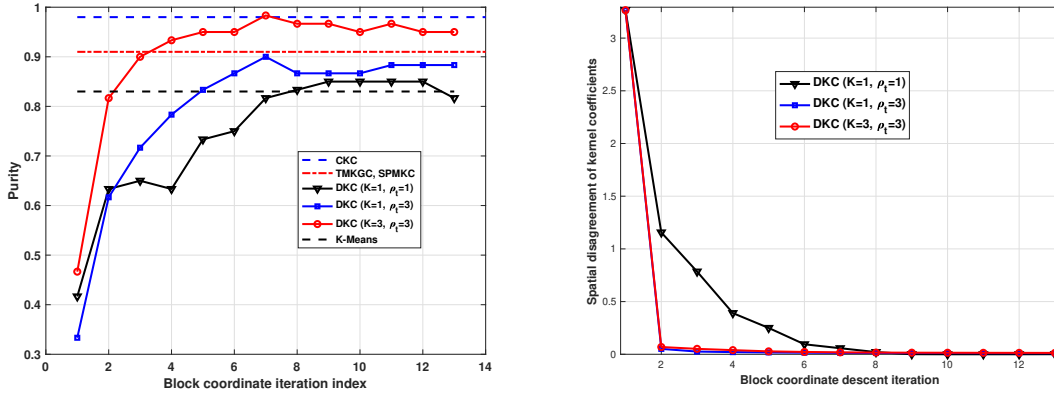 1
0.9
0.8
0.7
0.6
0.5
0.4
0.3
Purity
0 2 4 6 8 10 12 14
Block coordinate iteration index
CKC
TMKGC, SPMKC
DKC (K=1, ρt=1)
DKC (K=1, ρt=3)
DKC (K=3, ρt=3)
K-Means
3
2.5
2
1.5
1
0.5
0
Spatial disagreement of kernel coefficients
2 4 6 8 10 12
Block coordinate descent iteration
DKC (K=1, ρt=1)
DKC (K=1, ρt=3)
DKC (K=3, ρt=3)